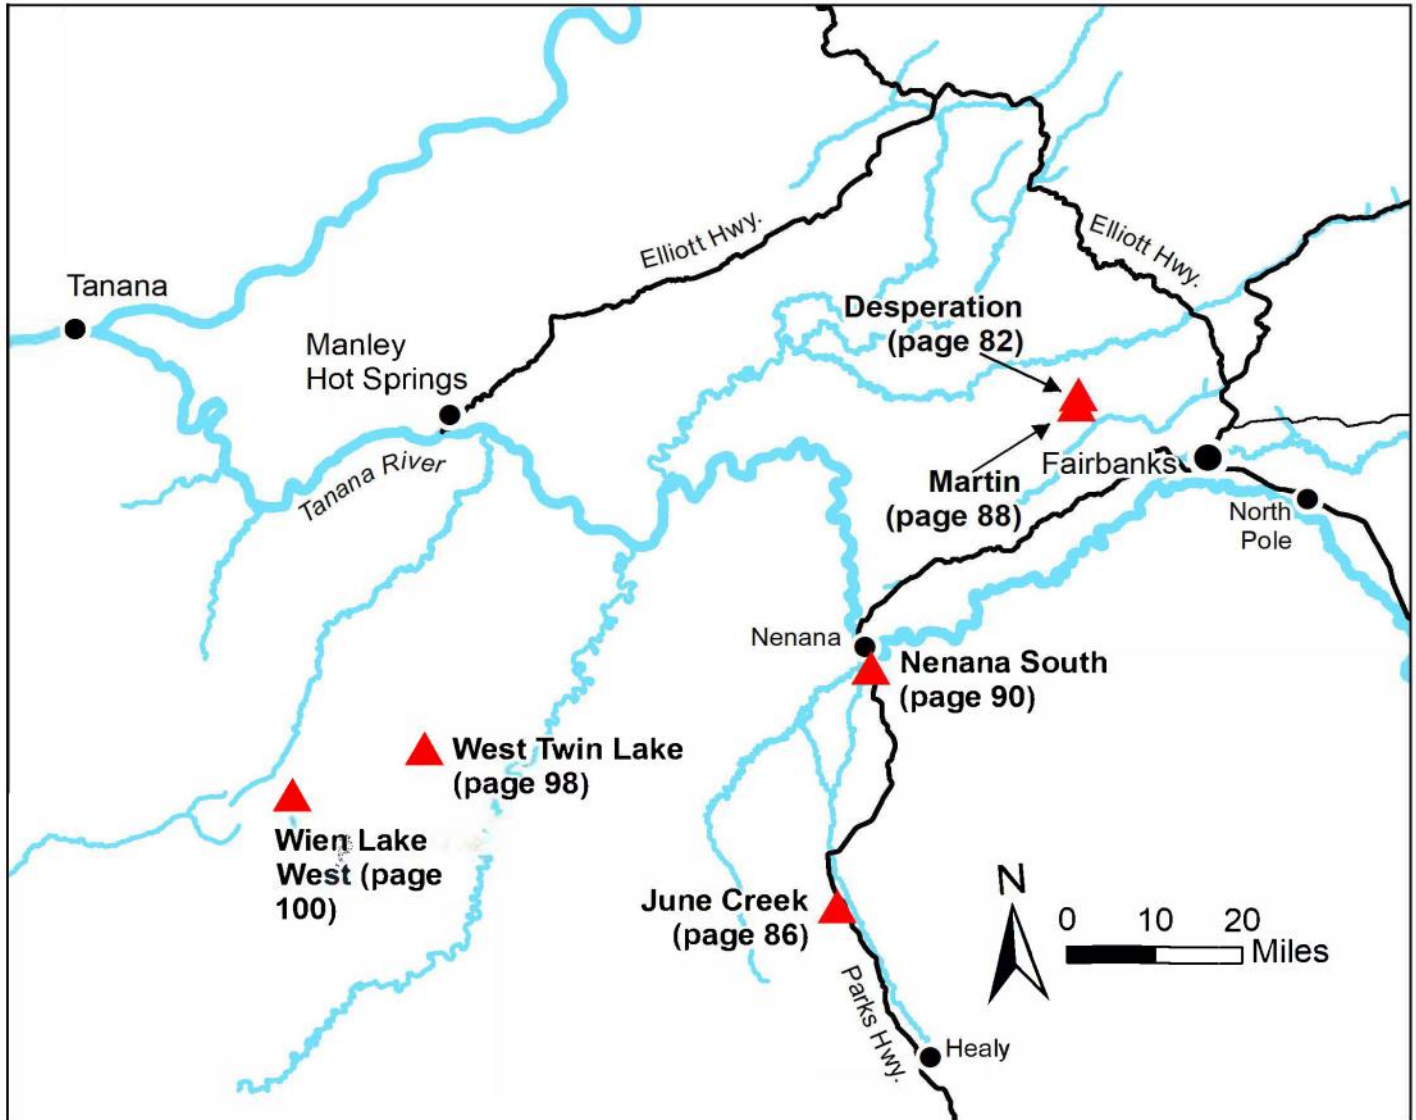 Elliott Hwy.
Elliott Hwy.
Tanana
Desperation
(page 82)
Manley
Hot Springs
Tanana River
Fairbanks
Martin
(page 88)
North
Pole
Nenana
Nenana South
(page 90)
West Twin Lake
(page 98)
Wien Lake
West (page
100)
June Creek
(page 86)
N
0 10 20
Miles
Parks Hwy.
Healy